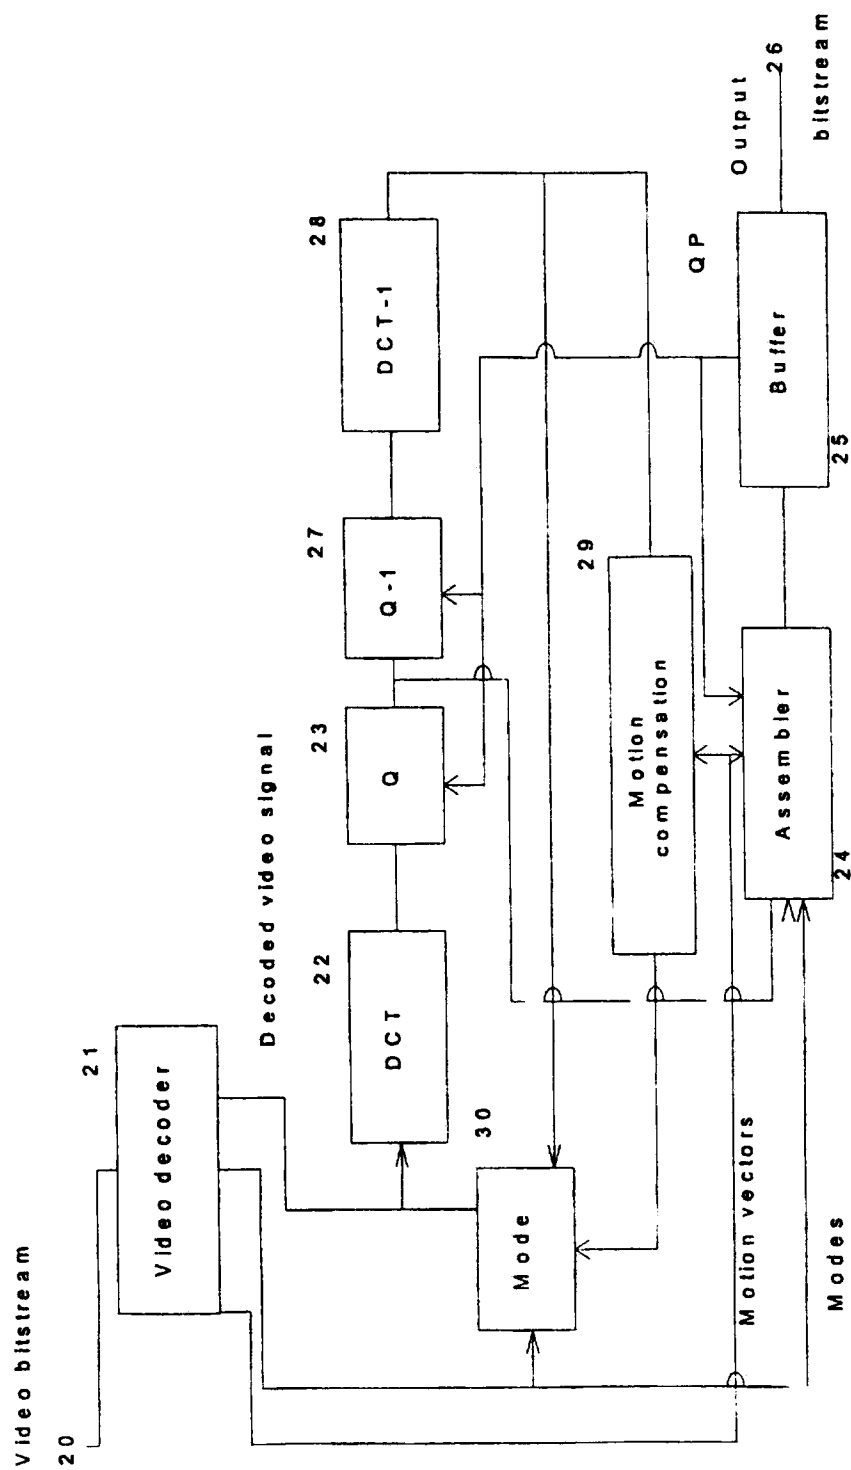 Video bitstream
20
Video decoder
21
Decoded video signal
DCT
22
Q
23
Q-1
27
DCT-1
28
Mode
30
Motion
compensation
29
QP
Motion vectors
Modes
Assembler
24
Buffer
25
Output
26
bitstream